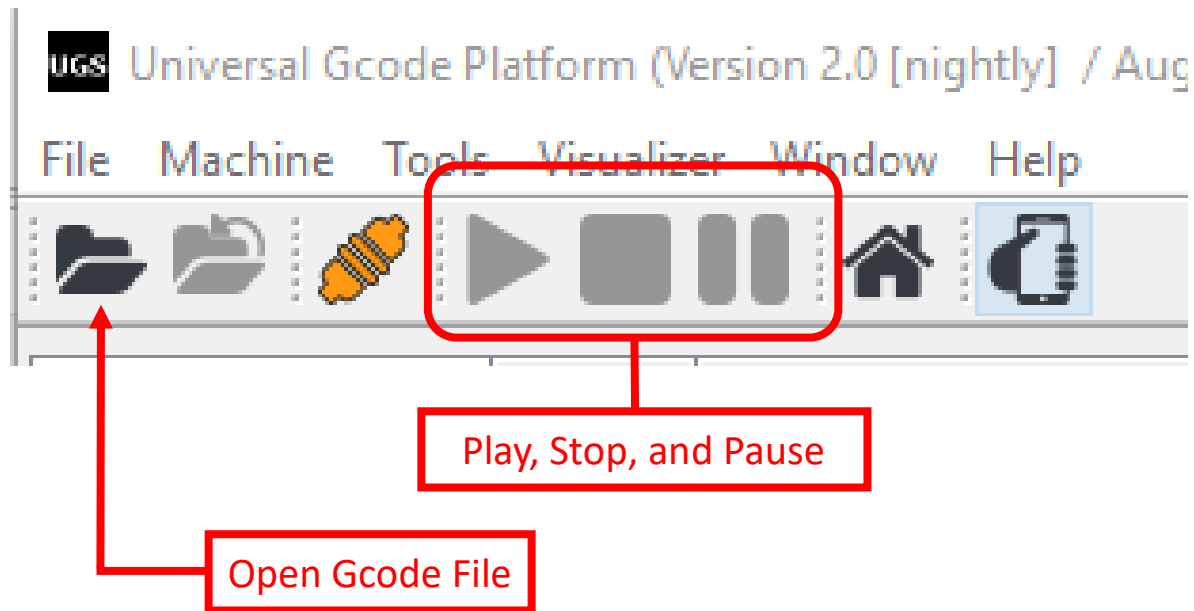 UGS Universal Gcode Platform (Version 2.0 [nightly] / Aug
File Machine Tools Visualizer Window Help
Play, Stop, and Pause
Open Gcode File